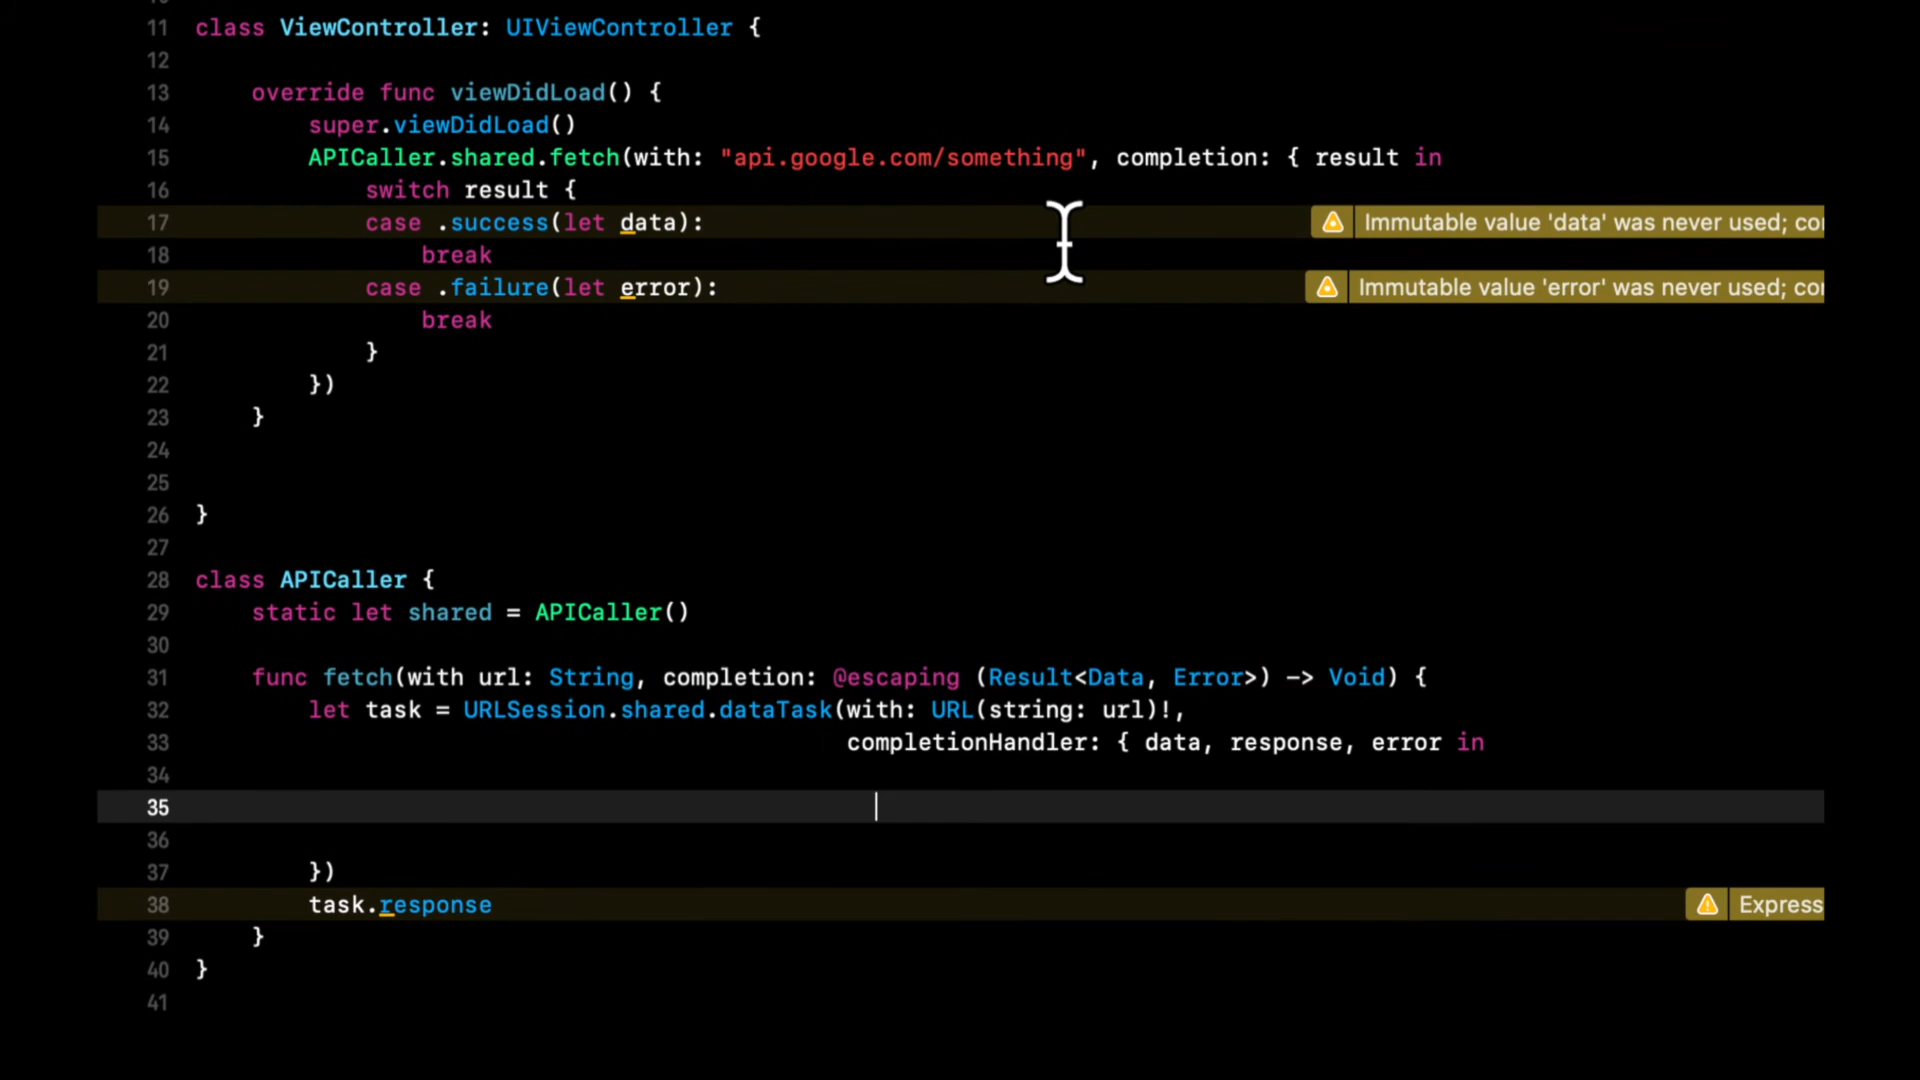 11 class ViewController: UIViewController {
12
13 override func viewDidLoad() {
14 super.viewDidLoad()
15 APICaller.shared.fetch(with: "api.google.com/something", completion: { result in
16 switch result {
17 case .success(let data): Immutable value 'data' was never used; co
18 break
19 case .failure(let error): Immutable value 'error' was never used; co
20 break
21 }
22 })
23 }
24
25
26 }
27
28 class APICaller {
29 static let shared = APICaller()
30
31 func fetch(with url: String, completion: @escaping (Result<Data, Error>) -> Void) {
32 let task = URLSession.shared.dataTask(with: URL(string: url)!,
33 completionHandler: { data, response, error in
34
35
36
37 })
38 task.response Express
39 }
40 }
41